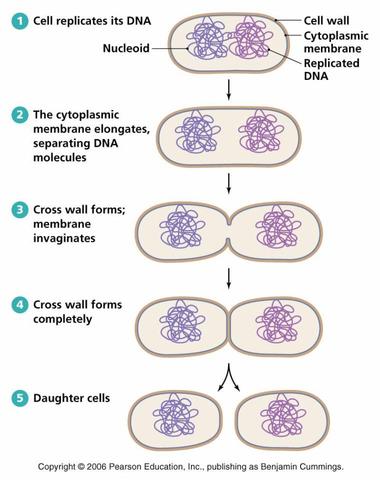 1 Cell replicates its DNA
Nucleoid
Cell wall
Cytoplasmic
membrane
Replicated
DNA
2 The cytoplasmic
membrane elongates,
separating DNA
molecules
3 Cross wall forms;
membrane
invaginates
4 Cross wall forms
completely
5 Daughter cells
Copyright © 2006 Pearson Education, Inc., publishing as Benjamin Cummings.